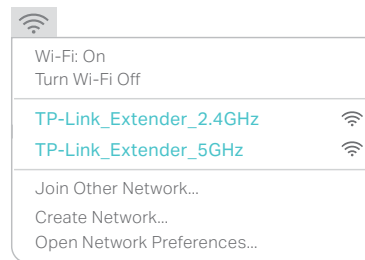 Wi-Fi: On
Turn Wi-Fi Off
TP-Link_Extender_2.4GHz
TP-Link_Extender_5GHz
Join Other Network...
Create Network...
Open Network Preferences...